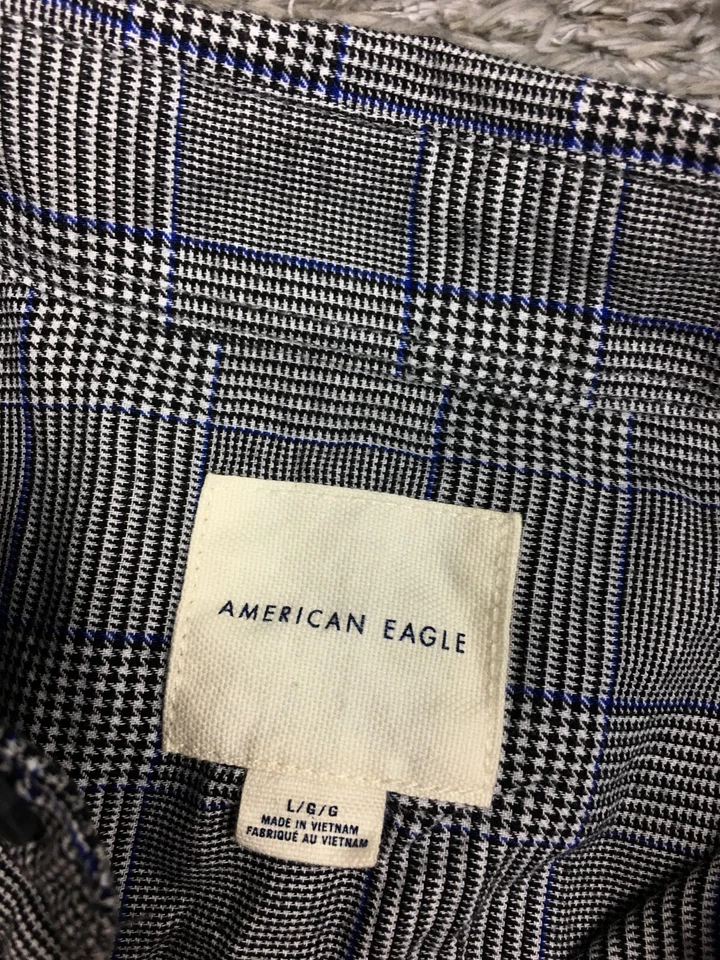 AMERICAN EAGLE
L/G/G
MADE IN VIETNAM
FABRIQUÉ AU VIETNAM